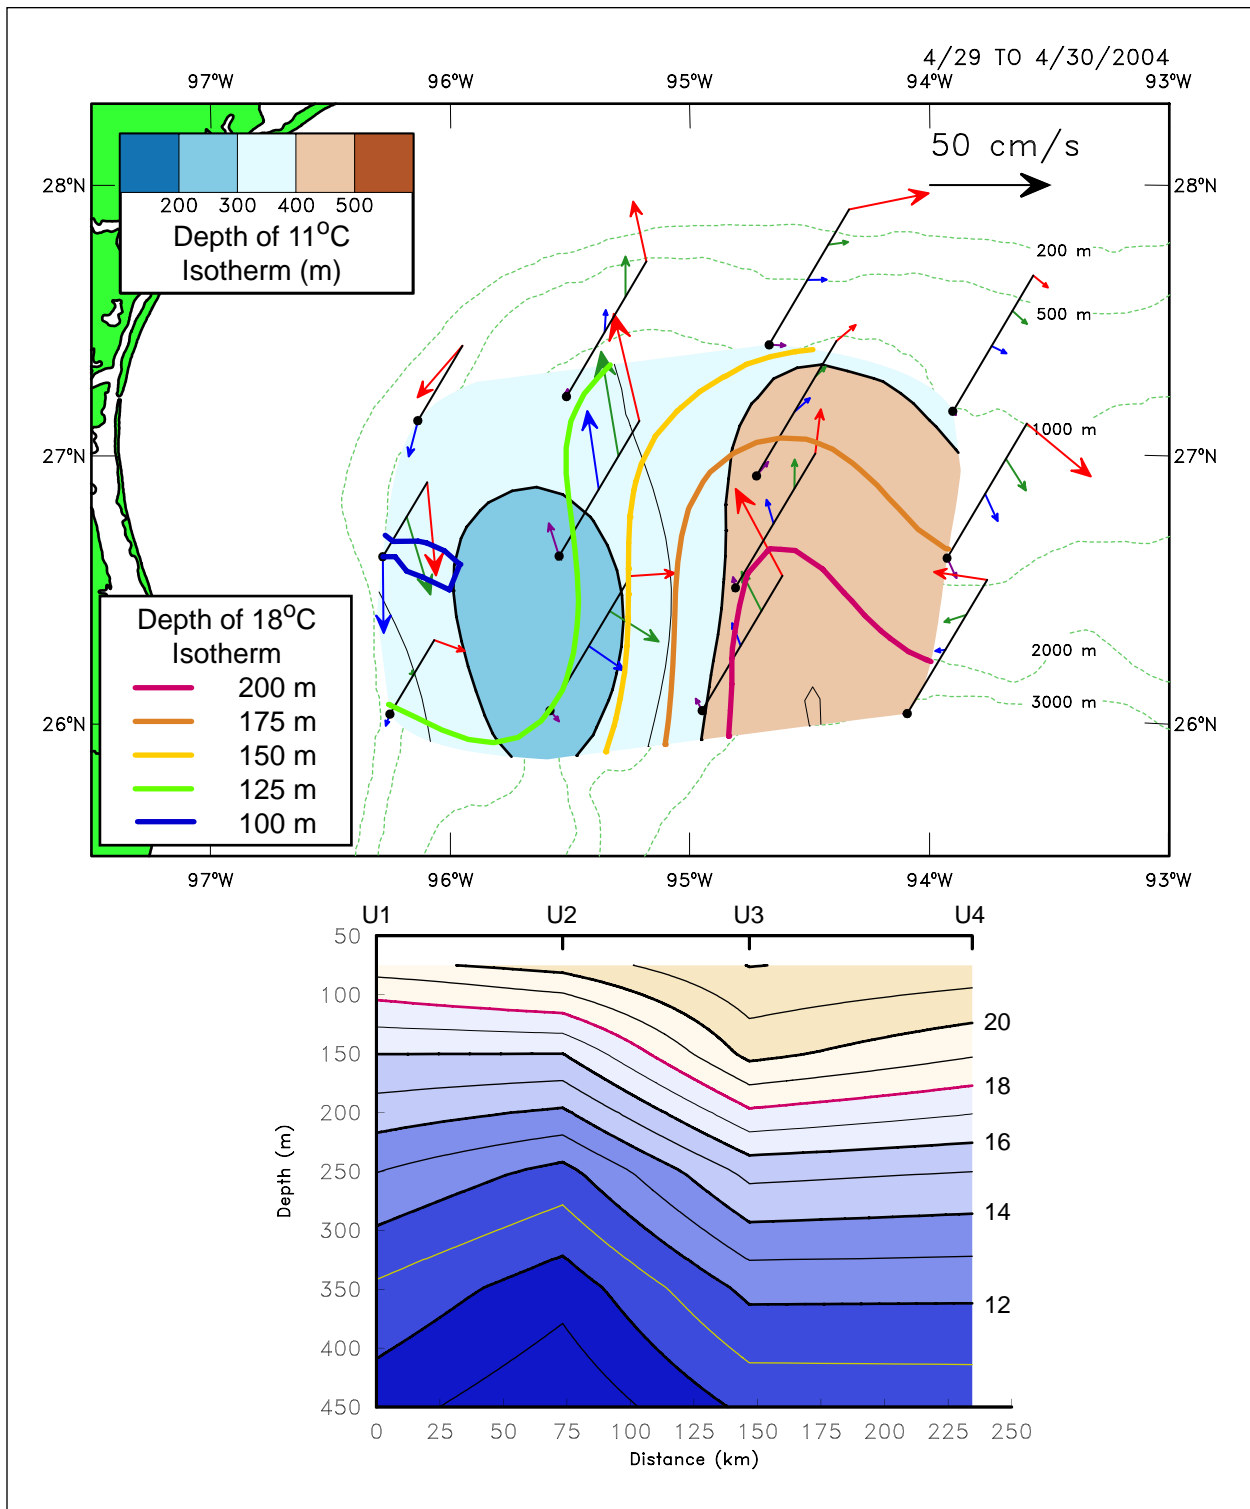 4/29 TO 4/30/2004
97°W 96°W 95°W 94°W 93°W
50 cm/s
28°N 28°N
200 300 400 500
Depth of 11°C
Isotherm (m)
200 m
500 m
1000 m
27°N 27°N
Depth of 18°C
Isotherm
200 m
175 m
150 m
125 m
100 m
2000 m
3000 m
26°N 26°N
97°W 96°W 95°W 94°W 93°W
U1 U2 U3 U4
50
100
150
200
250
300
350
400
450
Depth (m)
20
18
16
14
12
0 25 50 75 100 125 150 175 200 225 250
Distance (km)